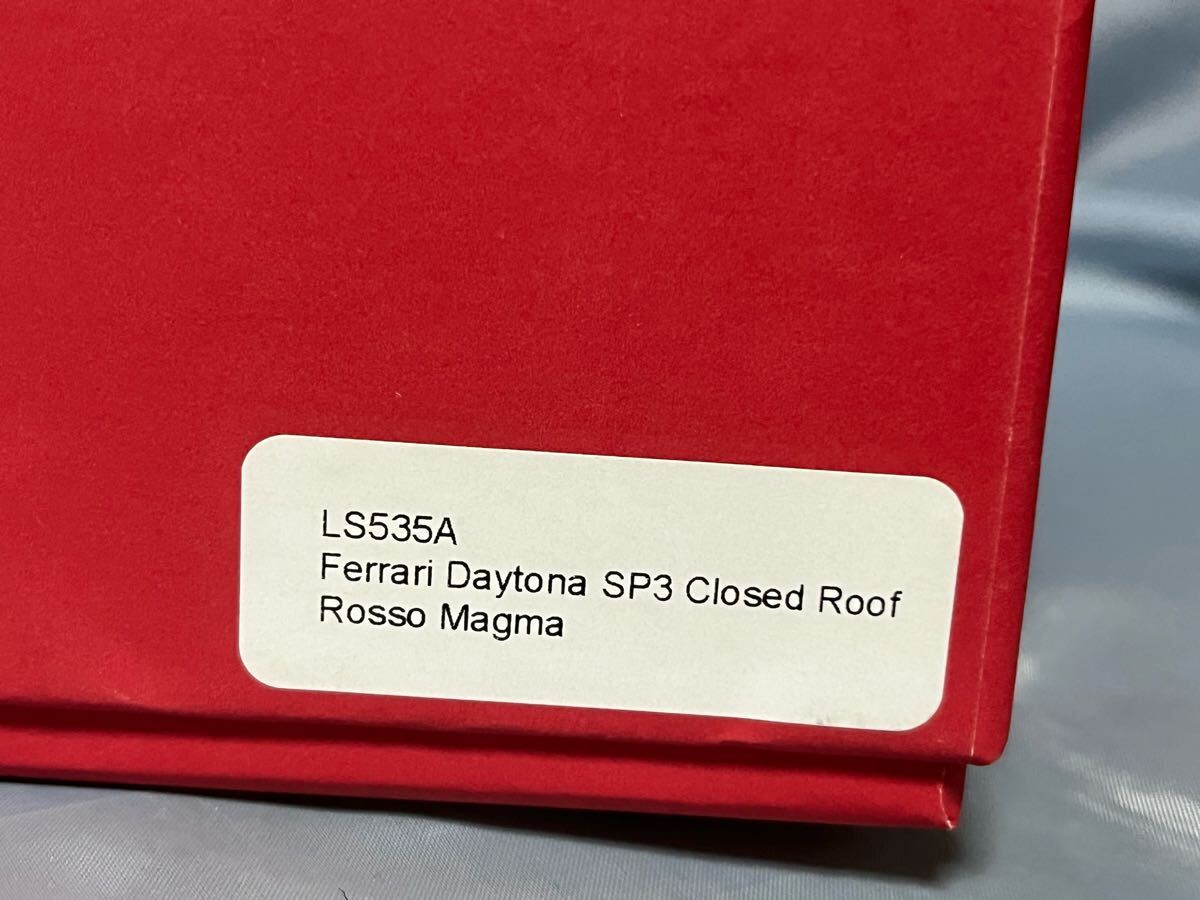 LS535A
Ferrari Daytona SP3 Closed Roof
Rosso Magma